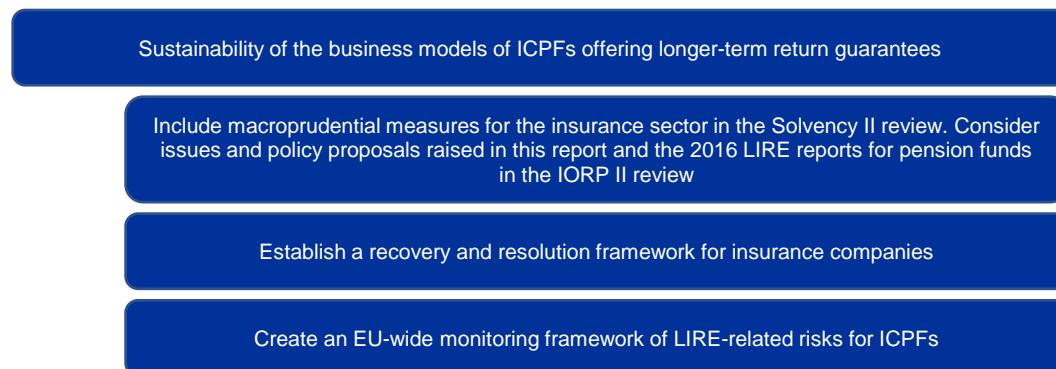 Sustainability of the business models of ICPFs offering longer-term return guarantees
Include macroprudential measures for the insurance sector in the Solvency II review. Consider
issues and policy proposals raised in this report and the 2016 LIRE reports for pension funds
in the IORP II review
Establish a recovery and resolution framework for insurance companies
Create an EU-wide monitoring framework of LIRE-related risks for ICPFs